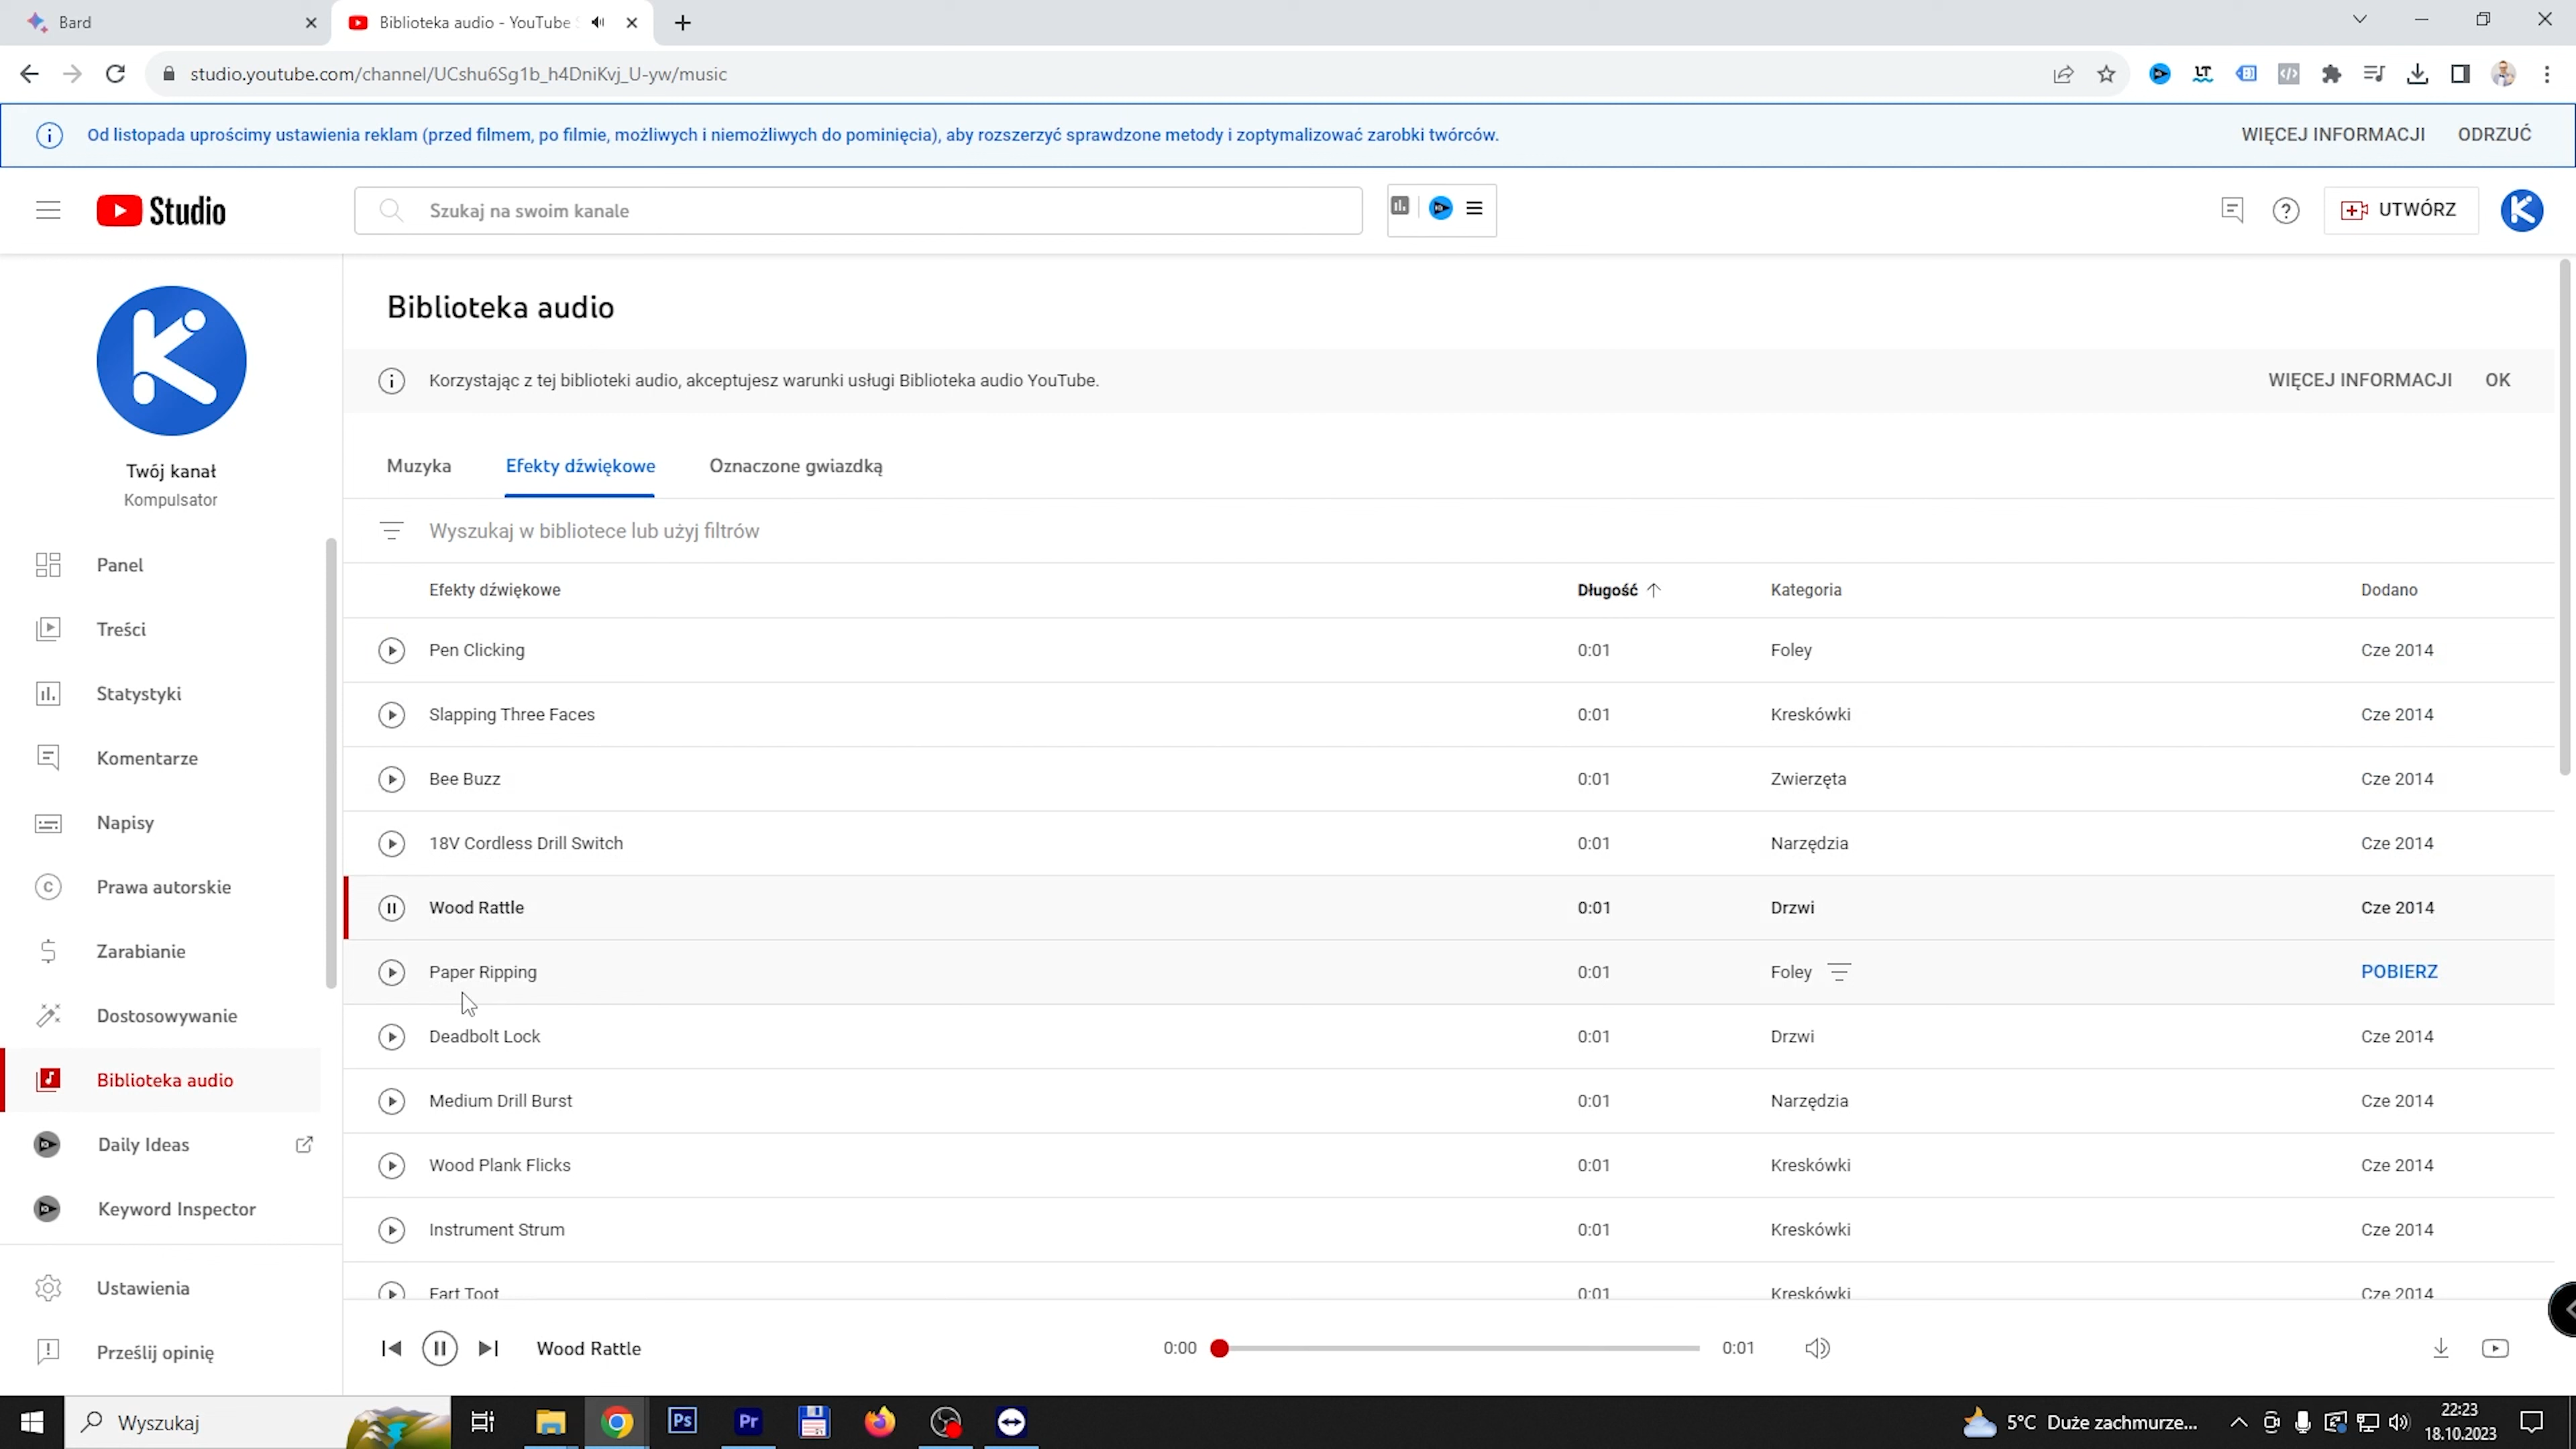 Bard
Biblioteka audio - YouTube S
studio.youtube.com/channel/UCshu6Sg1b_h4DniKvj_U-yw/music
Od listopada uprościmy ustawienia reklam (przed filmem, po filmie, możliwych i niemożliwych do pominięcia), aby rozszerzyć sprawdzone metody i zoptymalizować zarobki twórców.
WIĘCEJ INFORMACJI ODRZUĆ
Studio
Szukaj na swoim kanale
UTWÓRZ
Twój kanał
Kompulsator
Panel
Treści
Statystyki
Komentarze
Napisy
Prawa autorskie
Zarabianie
Dostosowywanie
Biblioteka audio
Daily Ideas
Keyword Inspector
Ustawienia
Prześlij opinię
Biblioteka audio
Korzystając z tej biblioteki audio, akceptujesz warunki usługi Biblioteka audio YouTube.
WIĘCEJ INFORMACJI OK
Muzyka Efekty dźwiękowe Oznaczone gwiazdką
Wyszukaj w bibliotece lub użyj filtrów
Efekty dźwiękowe Długość Kategoria Dodano
Pen Clicking 0:01 Foley Cze 2014
Slapping Three Faces 0:01 Kreskówki Cze 2014
Bee Buzz 0:01 Zwierzęta Cze 2014
18V Cordless Drill Switch 0:01 Narzędzia Cze 2014
Wood Rattle 0:01 Drzwi Cze 2014
Paper Ripping 0:01 Foley POBIERZ
Deadbolt Lock 0:01 Drzwi Cze 2014
Medium Drill Burst 0:01 Narzędzia Cze 2014
Wood Plank Flicks 0:01 Kreskówki Cze 2014
Instrument Strum 0:01 Kreskówki Cze 2014
Fart Toot 0:01 Kreskówki Cze 2014
Wood Rattle 0:00 0:01
Wyszukaj
Ps
Pr
5°C Duże zachmurze...
22:23
18.10.2023